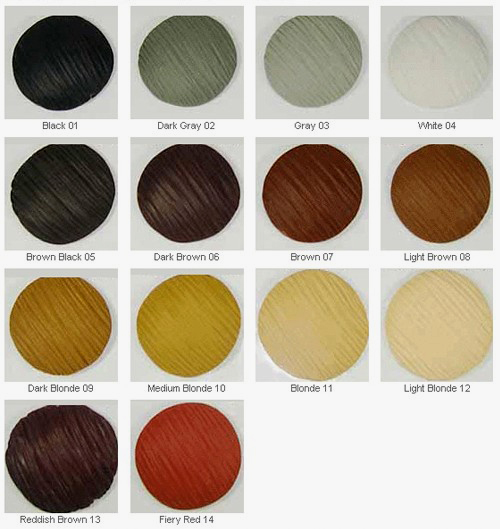 Black 01
Dark Gray 02
Gray 03
White 04
Brown Black 05
Dark Brown 06
Brown 07
Light Brown 08
Dark Blonde 09
Medium Blonde 10
Blonde 11
Light Blonde 12
Reddish Brown 13
Fiery Red 14